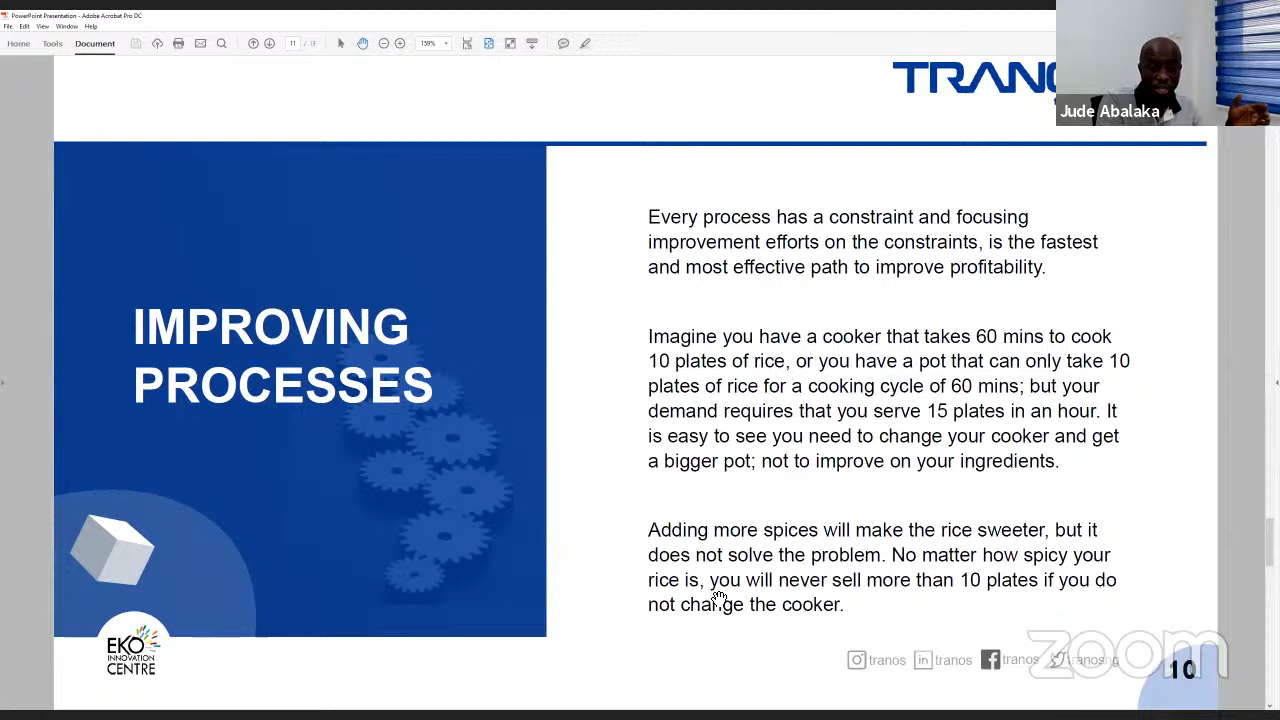 PowerPoint Presentation - Adobe Acrobat Pro DC
File Edit View Window Help
Home Tools Document 11 / 13 159%
TRANO
Jude Abalaka
IMPROVING
PROCESSES
Every process has a constraint and focusing
improvement efforts on the constraints, is the fastest
and most effective path to improve profitability.
Imagine you have a cooker that takes 60 mins to cook
10 plates of rice, or you have a pot that can only take 10
plates of rice for a cooking cycle of 60 mins; but your
demand requires that you serve 15 plates in an hour. It
is easy to see you need to change your cooker and get
a bigger pot; not to improve on your ingredients.
Adding more spices will make the rice sweeter, but it
does not solve the problem. No matter how spicy your
rice is, you will never sell more than 10 plates if you do
not change the cooker.
EKO
INNOVATION
CENTRE
tranos tranos tranos tranosng
zoom
10